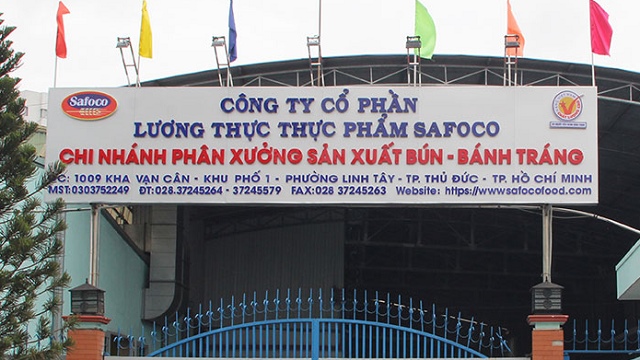 Safoco
CÔNG TY CỔ PHẦN
LƯƠNG THỰC THỰC PHẨM SAFOCO
CHI NHÁNH PHÂN XƯỞNG SẢN XUẤT BÚN - BÁNH TRÁNG
C: 1009 KHA VẠN CÂN - KHU PHỐ 1 - PHƯỜNG LINH TÂY - TP. THỦ ĐỨC - TP. HỒ CHÍ MINH
MST:0303752249 ĐT:028.37245264 - 37245579 FAX:028 37245263 Website: https://wwwsafocofood.com